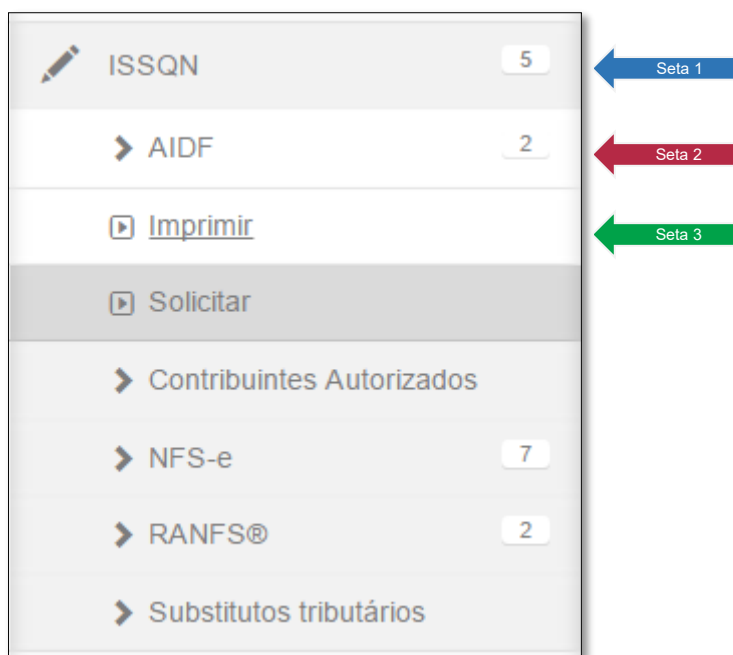 ISSQN 5 Seta 1
AIDF 2 Seta 2
Imprimir Seta 3
Solicitar
Contribuintes Autorizados
NFS-e 7
RANFS® 2
Substitutos tributários